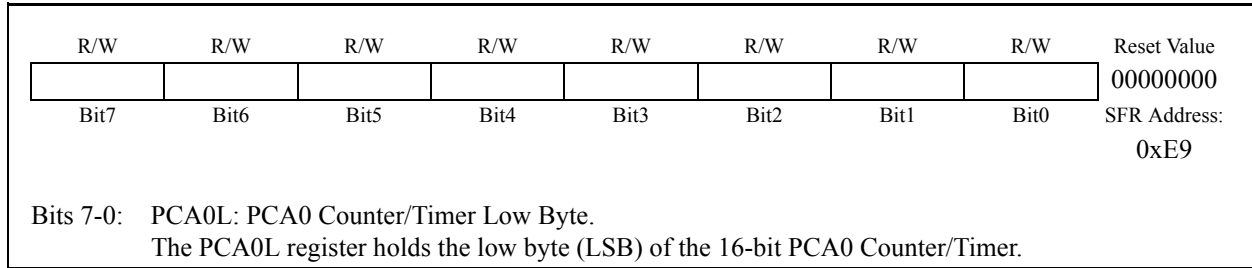 R/W R/W R/W R/W R/W R/W R/W R/W Reset Value
00000000
Bit7 Bit6 Bit5 Bit4 Bit3 Bit2 Bit1 Bit0 SFR Address:
0xE9
Bits 7-0: PCA0L: PCA0 Counter/Timer Low Byte.
The PCA0L register holds the low byte (LSB) of the 16-bit PCA0 Counter/Timer.